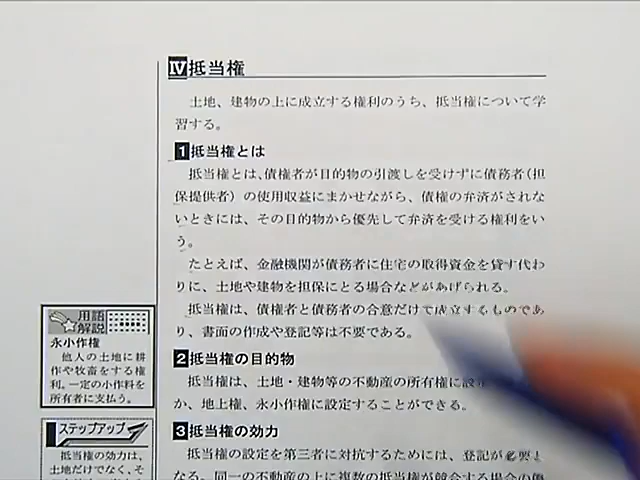 Ⅳ抵当権
土地、建物の上に成立する権利のうち、抵当権について学
習する。
1抵当権とは
抵当権とは、債権者が目的物の引渡しを受けずに債務者(担
保提供者)の使用収益にまかせながら、債権の弁済がされな
いときには、その目的物から優先して弁済を受ける権利をい
う。
たとえば、金融機関が債務者に住宅の取得資金を貸す代わ
りに、土地や建物を担保にとる場合などがあげられる。
抵当権は、債権者と債務者の合意だけで成立するものであ
り、書面の作成や登記等は不要である。
2抵当権の目的物
抵当権は、土地・建物等の不動産の所有権に設
か、地上権、永小作権に設定することができる。
3抵当権の効力
抵当権の設定を第三者に対抗するためには、登記が必要と
なる。同一の不動産の上に複数の抵当権が競合する場合の優
用語
解説
永小作権
他人の土地に耕
作や牧畜をする権
利。一定の小作料を
所有者に支払う。
ステップアップ
抵当権の効力は、
土地だけでなく、そ